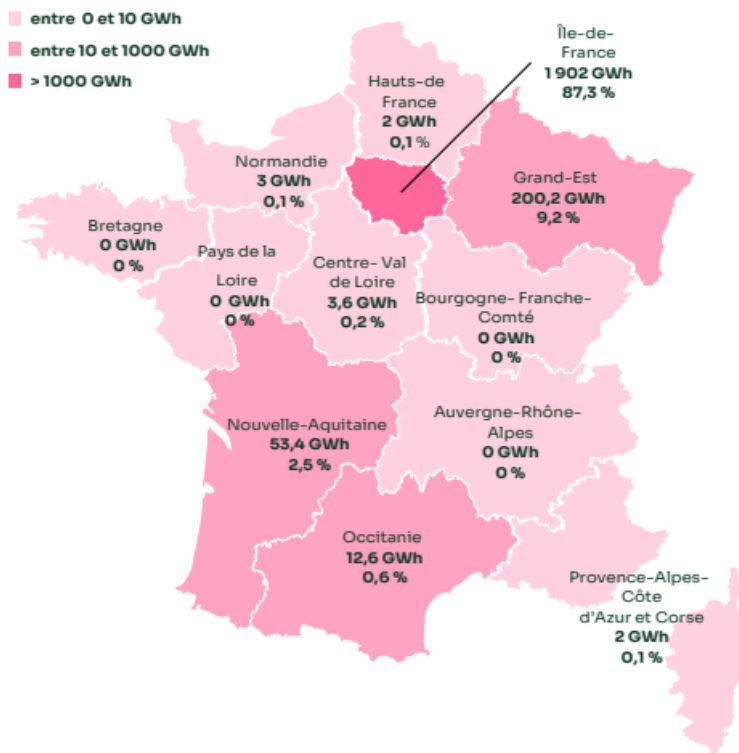 entre 0 et 10 GWh
entre 10 et 1000 GWh
> 1000 GWh
Île-de-
France
1 902 GWh
87,3 %
Hauts-de
France
2 GWh
0,1 %
Normandie
3 GWh
0,1 %
Grand-Est
200,2 GWh
9,2 %
Bretagne
0 GWh
0 %
Pays de la
Loire
0 GWh
0 %
Centre- Val
de Loire
3,6 GWh
0,2 %
Bourgogne- Franche-
Comté
0 GWh
0 %
Nouvelle-Aquitaine
53,4 GWh
2,5 %
Auvergne-Rhône-
Alpes
0 GWh
0 %
Occitanie
12,6 GWh
0,6 %
Provence-Alpes-
Côte
d'Azur et Corse
2 GWh
0,1 %